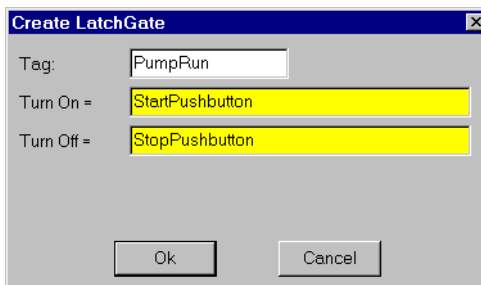 Create LatchGate
Tag: PumpRun
Turn On = StartPushbutton
Turn Off = StopPushbutton
Ok Cancel